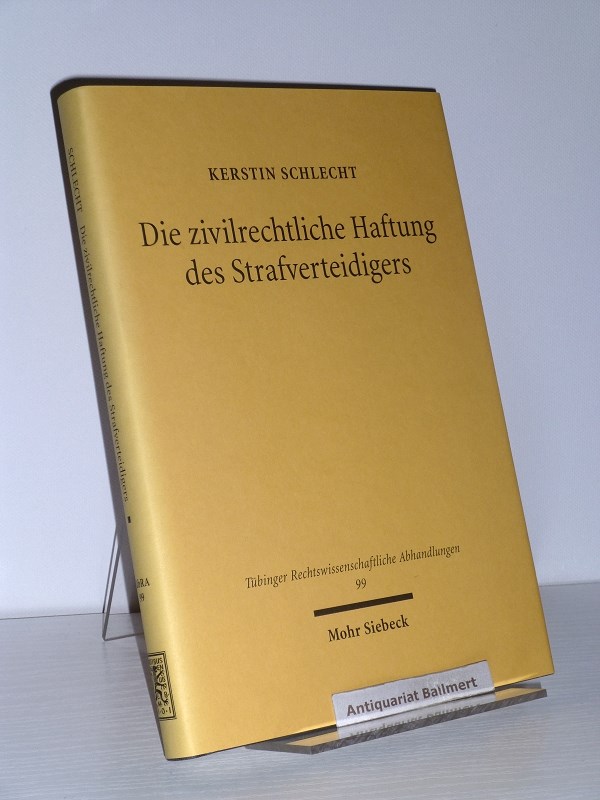 KERSTIN SCHLECHT
Die zivilrechtliche Haftung
des Strafverteidigers
Tübinger Rechtswissenschaftliche Abhandlungen
99
Mohr Siebeck
SCHLECHT Die zivilrechtliche Haftung des Strafverteidigers
Antiquariat Ballmert